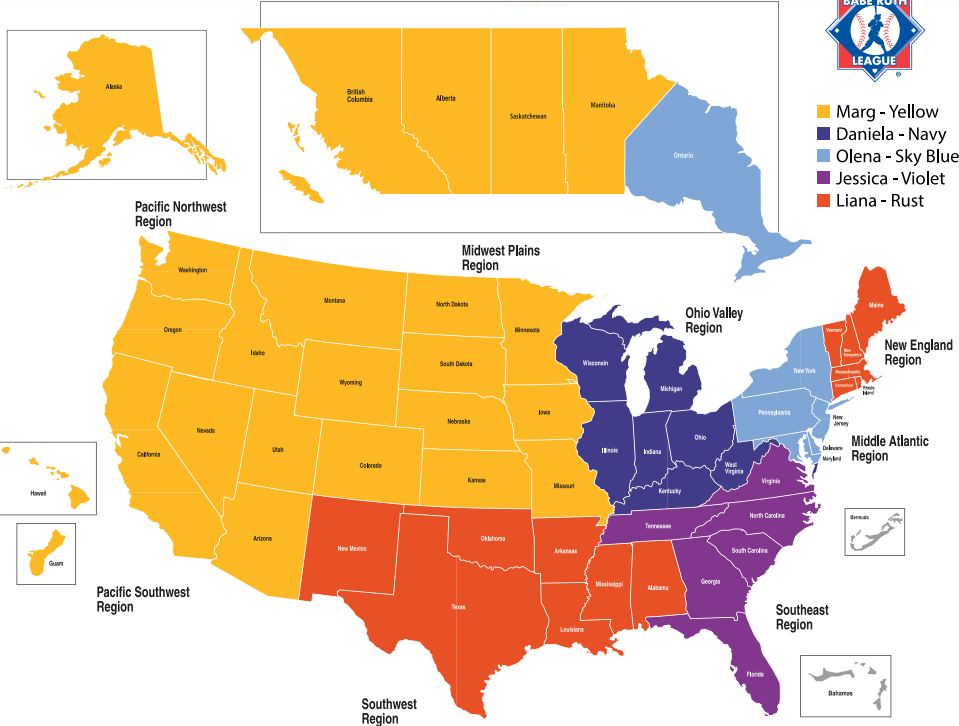 BABE RUTH
LEAGUE
®
Marg - Yellow
Daniela - Navy
Olena - Sky Blue
Jessica - Violet
Liana - Rust
Alaska
British
Columbia
Alberta
Saskatchewan
Manitoba
Ontario
Pacific Northwest
Region
Midwest Plains
Region
Ohio Valley
Region
New England
Region
Middle Atlantic
Region
Washington
Oregon
Idaho
Montana
North Dakota
Minnesota
Wisconsin
Michigan
New York
Vermont
New
Hampshire
Maine
Massachusetts
Connecticut
Rhode
Island
Wyoming
South Dakota
Nebraska
Iowa
Illinois
Indiana
Ohio
Pennsylvania
New
Jersey
Delaware
Maryland
West
Virginia
Virginia
California
Nevada
Utah
Colorado
Kansas
Missouri
Kentucky
Tennessee
North Carolina
South Carolina
Hawaii
Guam
Arizona
New Mexico
Oklahoma
Arkansas
Texas
Louisiana
Mississippi
Alabama
Georgia
Florida
Bermuda
Bahamas
Pacific Southwest
Region
Southwest
Region
Southeast
Region